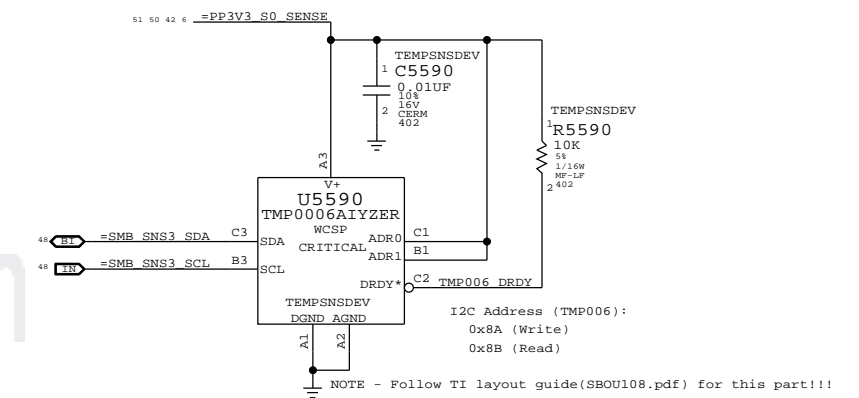 51 50 42 6 =PP3V3_S0_SENSE
TEMPSNSDEV
1 C5590
0.01UF
10%
16V
2 CERM
402
TEMPSNSDEV
1 R5590
10K
5%
1/16W
MF-LF
2 402
A3
V+
U5590
TMP0006AIYZER
WCSP
CRITICAL
48 BI =SMB_SNS3_SDA C3 SDA
ADR0 C1
ADR1 B1
48 IN =SMB_SNS3_SCL B3 SCL
DRDY* C2 TMP006_DRDY
TEMPSNSDEV
DGND AGND
A1 A2
I2C Address (TMP006):
0x8A (Write)
0x8B (Read)
NOTE - Follow TI layout guide(SBOU108.pdf) for this part!!!